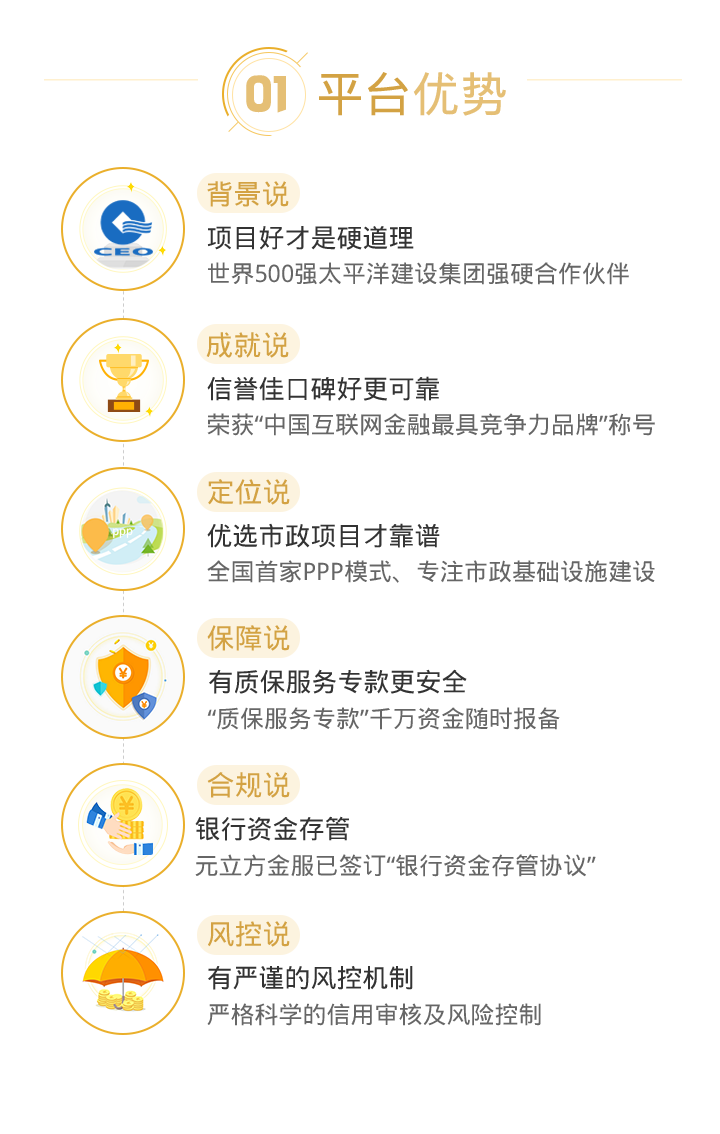 01 平台优势
背景说
CEO
项目好才是硬道理
世界500强太平洋建设集团强硬合作伙伴
成就说
信誉佳口碑好更可靠
荣获“中国互联网金融最具竞争力品牌”称号
定位说
PPP
优选市政项目才靠谱
全国首家PPP模式、专注市政基础设施建设
保障说
¥
¥
¥
有质保服务专款更安全
“质保服务专款”千万资金随时报备
合规说
¥
银行资金存管
元立方金服已签订“银行资金存管协议”
风控说
有严谨的风控机制
严格科学的信用审核及风险控制